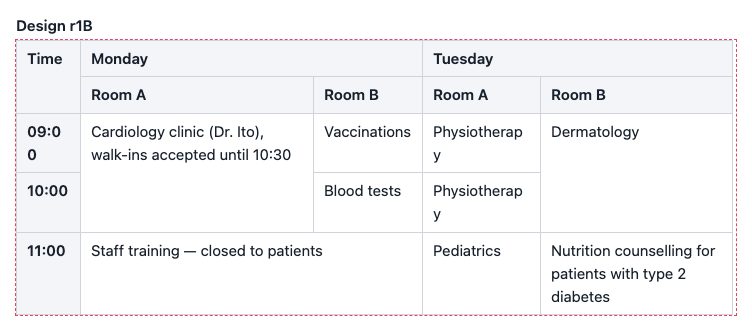 Design r1B
Time Monday Tuesday
Room A Room B Room A Room B
09:0 Cardiology clinic (Dr. Ito), Vaccinations Physiotherap Dermatology
0 walk-ins accepted until 10:30 y
10:00 Blood tests Physiotherap
y
11:00 Staff training — closed to patients Pediatrics Nutrition counselling for
patients with type 2
diabetes